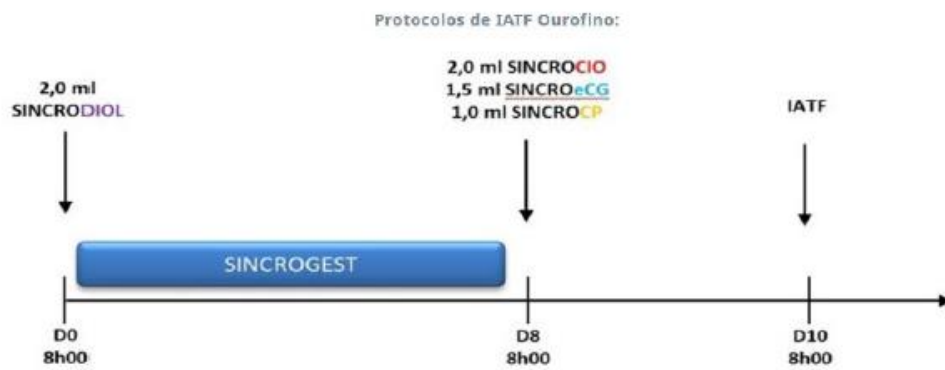 Protocolos de IATF Ourofino:
2,0 ml
SINCRODIOL
2,0 ml SINCROCIO
1,5 ml SINCROeCG
1,0 ml SINCROCP
IATF
SINCROGEST
D0
8h00
D8
8h00
D10
8h00